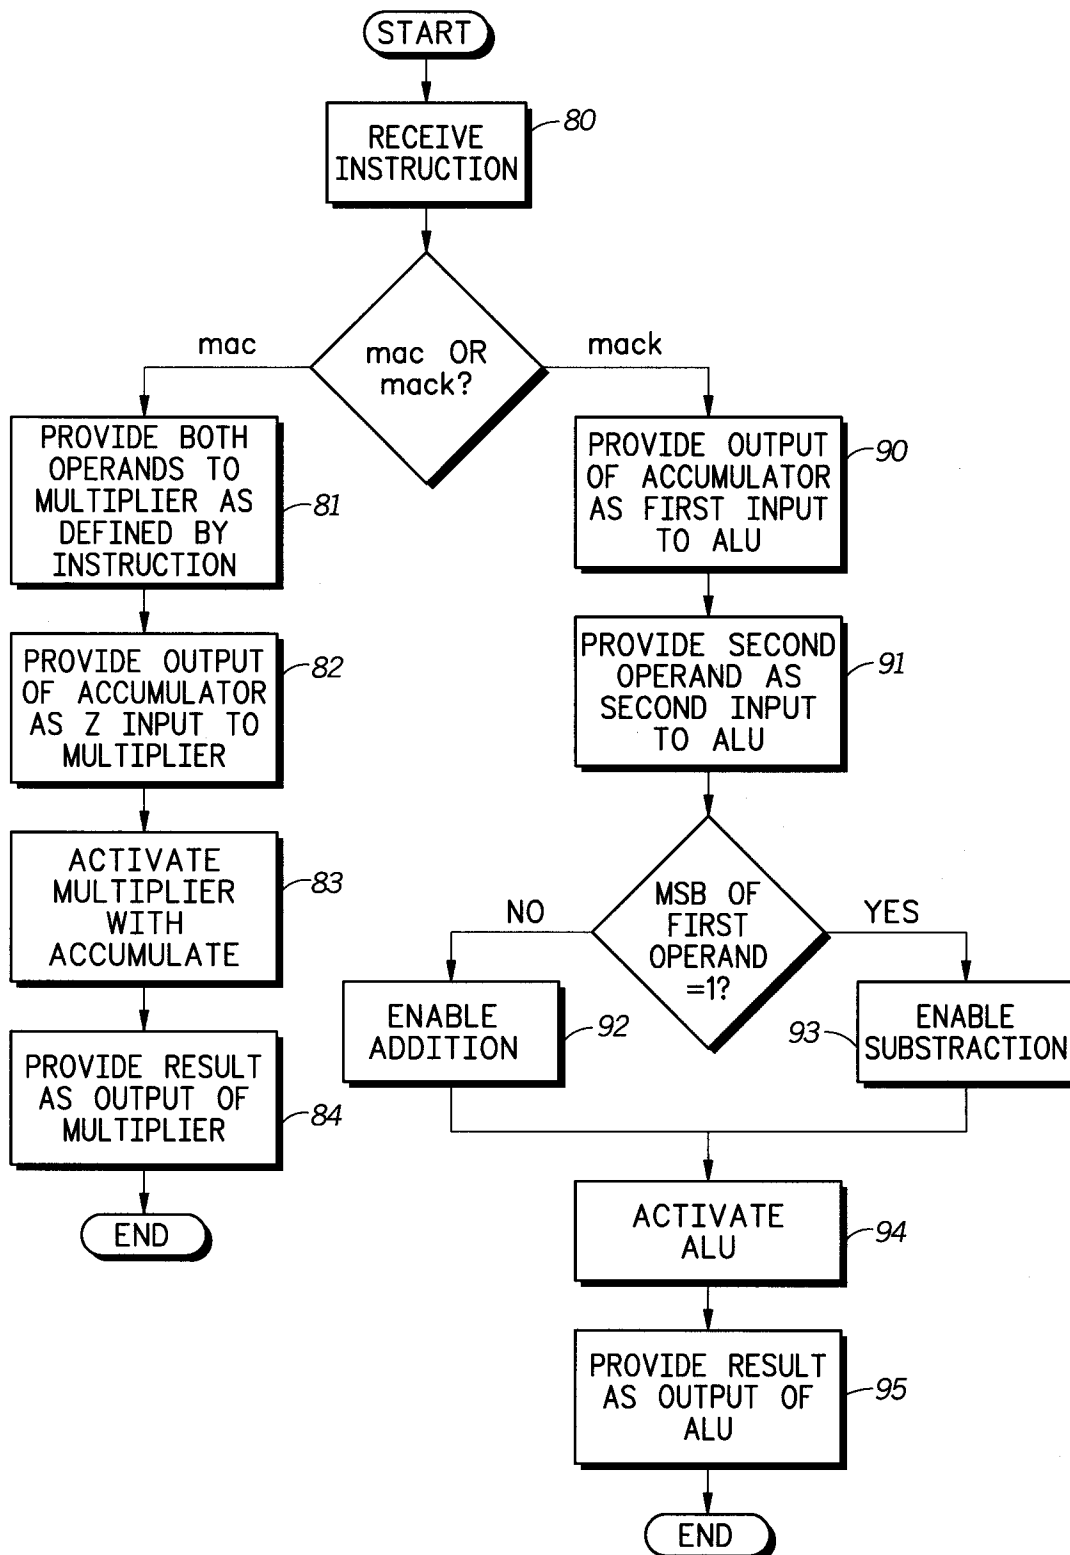 START
RECEIVE
INSTRUCTION
80
mac OR
mack?
mac
mack
PROVIDE BOTH
OPERANDS TO
MULTIPLIER AS
DEFINED BY
INSTRUCTION
81
PROVIDE OUTPUT
OF ACCUMULATOR
AS Z INPUT TO
MULTIPLIER
82
ACTIVATE
MULTIPLIER
WITH
ACCUMULATE
83
PROVIDE RESULT
AS OUTPUT OF
MULTIPLIER
84
END
PROVIDE OUTPUT
OF ACCUMULATOR
AS FIRST INPUT
TO ALU
90
PROVIDE SECOND
OPERAND AS
SECOND INPUT
TO ALU
91
MSB OF
FIRST
OPERAND
=1?
NO
YES
ENABLE
ADDITION
92
93
ENABLE
SUBSTRACTION
ACTIVATE
ALU
94
PROVIDE RESULT
AS OUTPUT OF
ALU
95
END